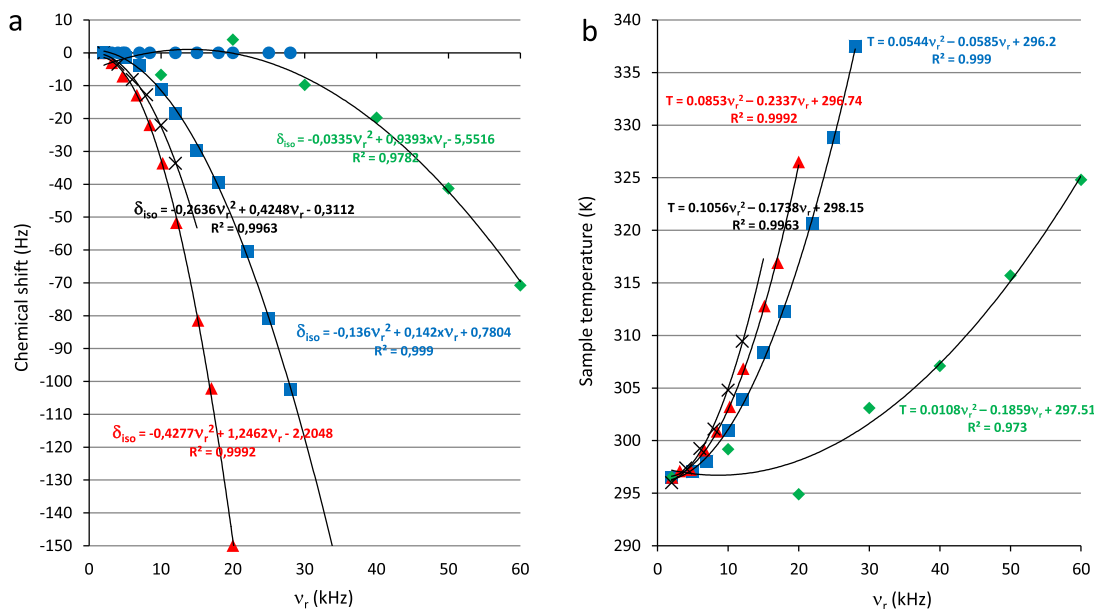 a
Chemical shift (Hz)
10
0
-10
-20
-30
-40
-50
-60
-70
-80
-90
-100
-110
-120
-130
-140
-150
δiso = -0,0335νr² + 0,9393xνr - 5,5516
R² = 0,9782
δiso = -0,2636νr² + 0,4248νr - 0,3112
R² = 0,9963
δiso = -0,136νr² + 0,142xνr + 0,7804
R² = 0,999
δiso = -0,4277νr² + 1,2462νr - 2,2048
R² = 0,9992
0 10 20 30 40 50 60
νr (kHz)
b
Sample temperature (K)
340
335
330
325
320
315
310
305
300
295
290
T = 0.0544νr² – 0.0585νr + 296.2
R² = 0.999
T = 0.0853νr² – 0.2337νr + 296.74
R² = 0.9992
T = 0.1056νr² – 0.1738νr + 298.15
R² = 0.9963
T = 0.0108νr² – 0.1859νr + 297.51
R² = 0.973
0 10 20 30 40 50 60
νr (kHz)